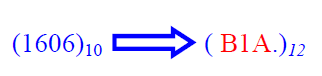 (1606)₁₀ ⇒ ( B1A.)₁₂